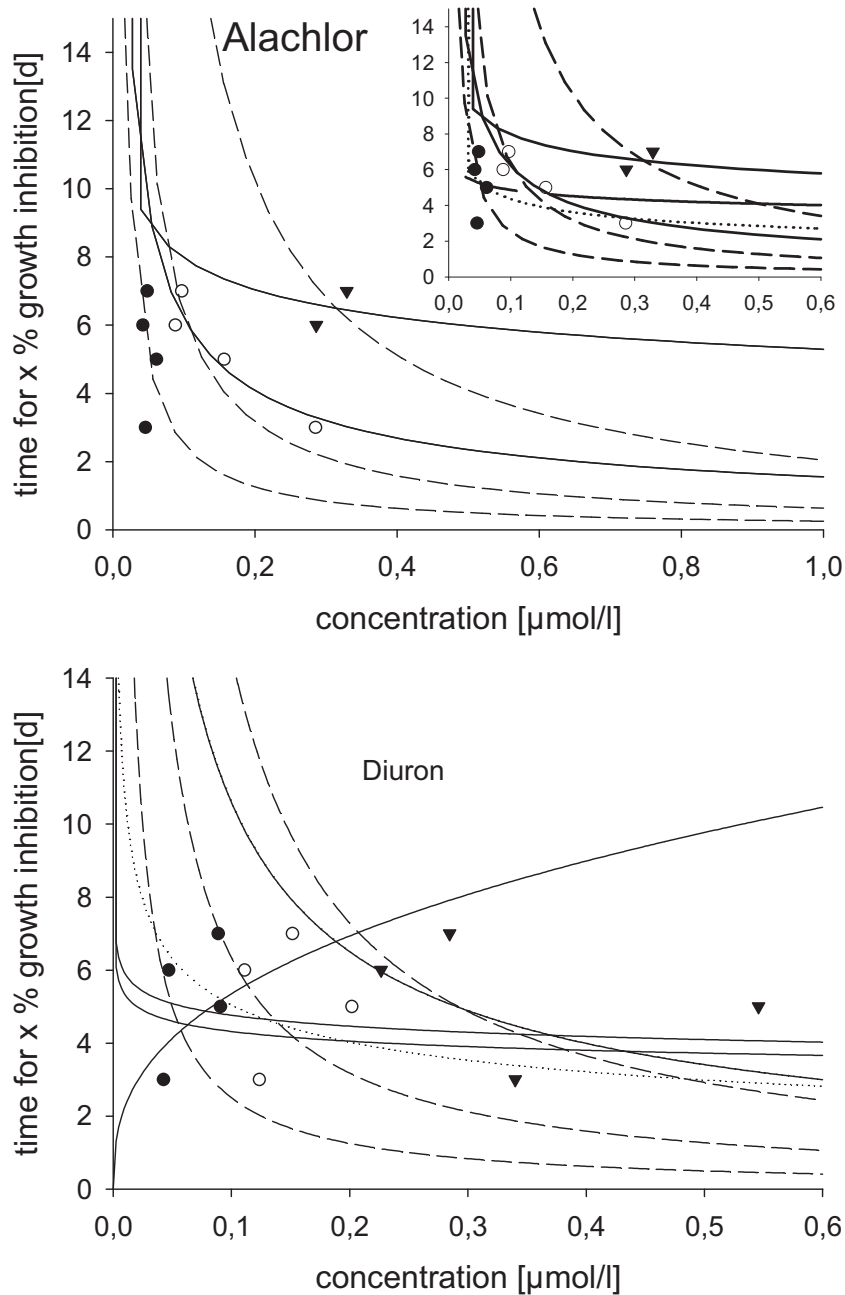 Alachlor
time for x % growth inhibition[d]
14
12
10
8
6
4
2
0
0,0 0,2 0,4 0,6 0,8 1,0
concentration [µmol/l]
14
12
10
8
6
4
2
0
0,0 0,1 0,2 0,3 0,4 0,5 0,6
Diuron
time for x % growth inhibition[d]
14
12
10
8
6
4
2
0
0,0 0,1 0,2 0,3 0,4 0,5 0,6
concentration [µmol/l]